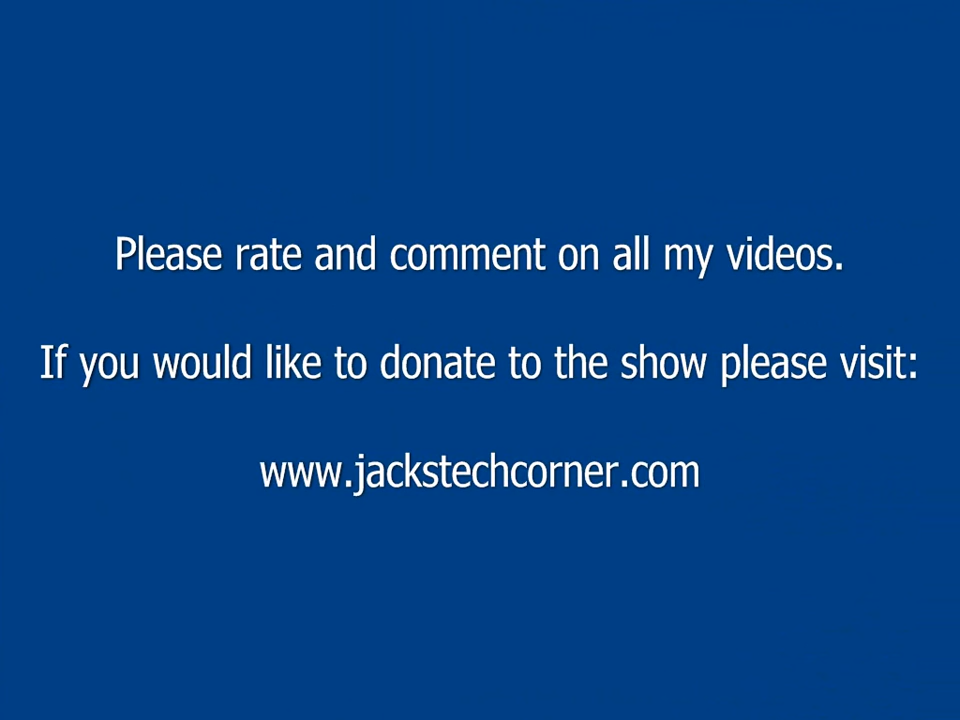 Please rate and comment on all my videos.
If you would like to donate to the show please visit:
www.jackstechcorner.com